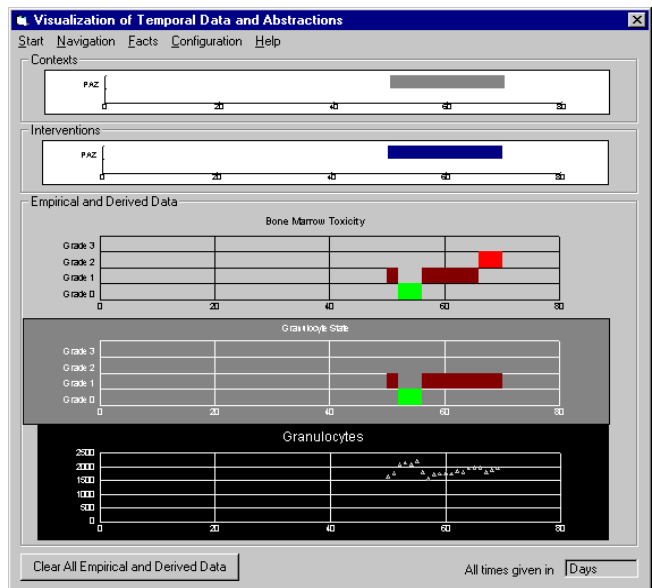 Visualization of Temporal Data and Abstractions
Start Navigation Facts Configuration Help
Contexts
PAZ
0 20 40 60 80
Interventions
PAZ
0 20 40 60 80
Empirical and Derived Data
Bone Marrow Toxicity
Grade 3
Grade 2
Grade 1
Grade 0
0 20 40 60 80
Granulocyte State
Grade 3
Grade 2
Grade 1
Grade 0
0 20 40 60 80
Granulocytes
2500
2000
1500
1000
500
0
0 20 40 60 80
Clear All Empirical and Derived Data
All times given in Days